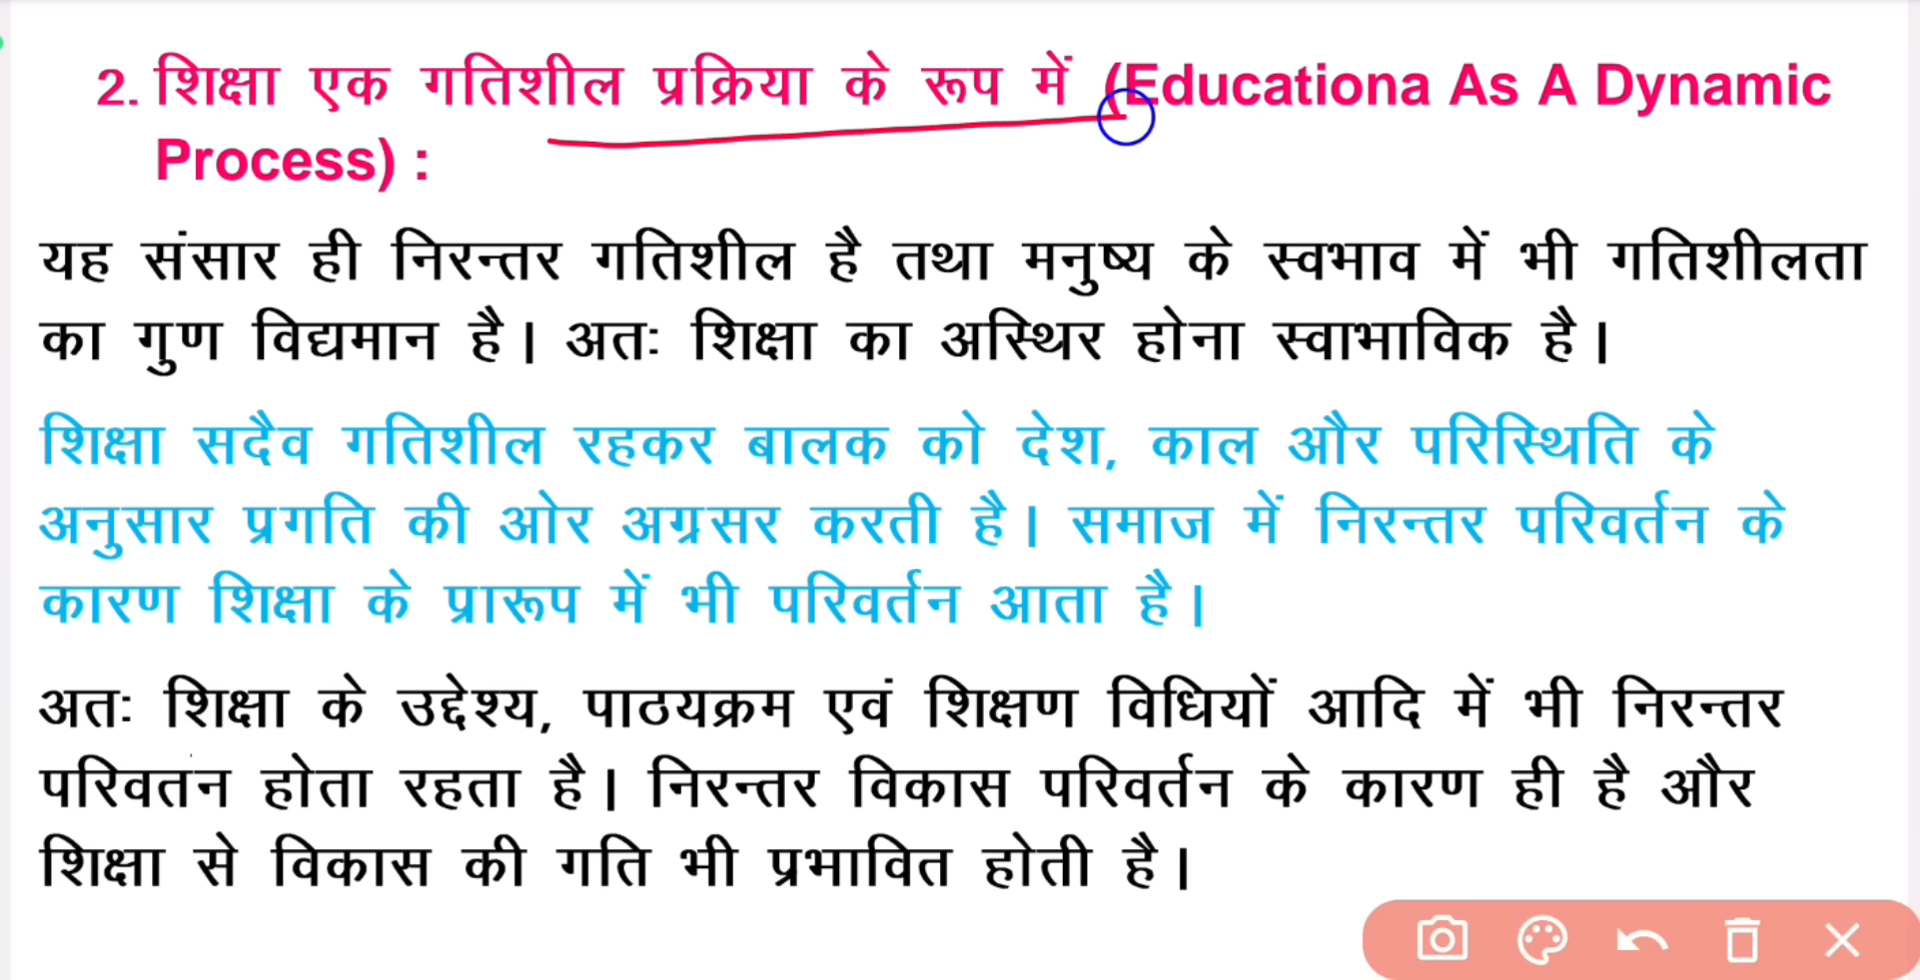 2. शिक्षा एक गतिशील प्रक्रिया के रूप में (Educationa As A Dynamic
Process) :
यह संसार ही निरन्तर गतिशील है तथा मनुष्य के स्वभाव में भी गतिशीलता
का गुण विद्यमान है। अतः शिक्षा का अस्थिर होना स्वाभाविक है।
शिक्षा सदैव गतिशील रहकर बालक को देश, काल और परिस्थिति के
अनुसार प्रगति की ओर अग्रसर करती है। समाज में निरन्तर परिवर्तन के
कारण शिक्षा के प्रारूप में भी परिवर्तन आता है।
अतः शिक्षा के उद्देश्य, पाठयक्रम एवं शिक्षण विधियों आदि में भी निरन्तर
परिवतन होता रहता है। निरन्तर विकास परिवर्तन के कारण ही है और
शिक्षा से विकास की गति भी प्रभावित होती है।